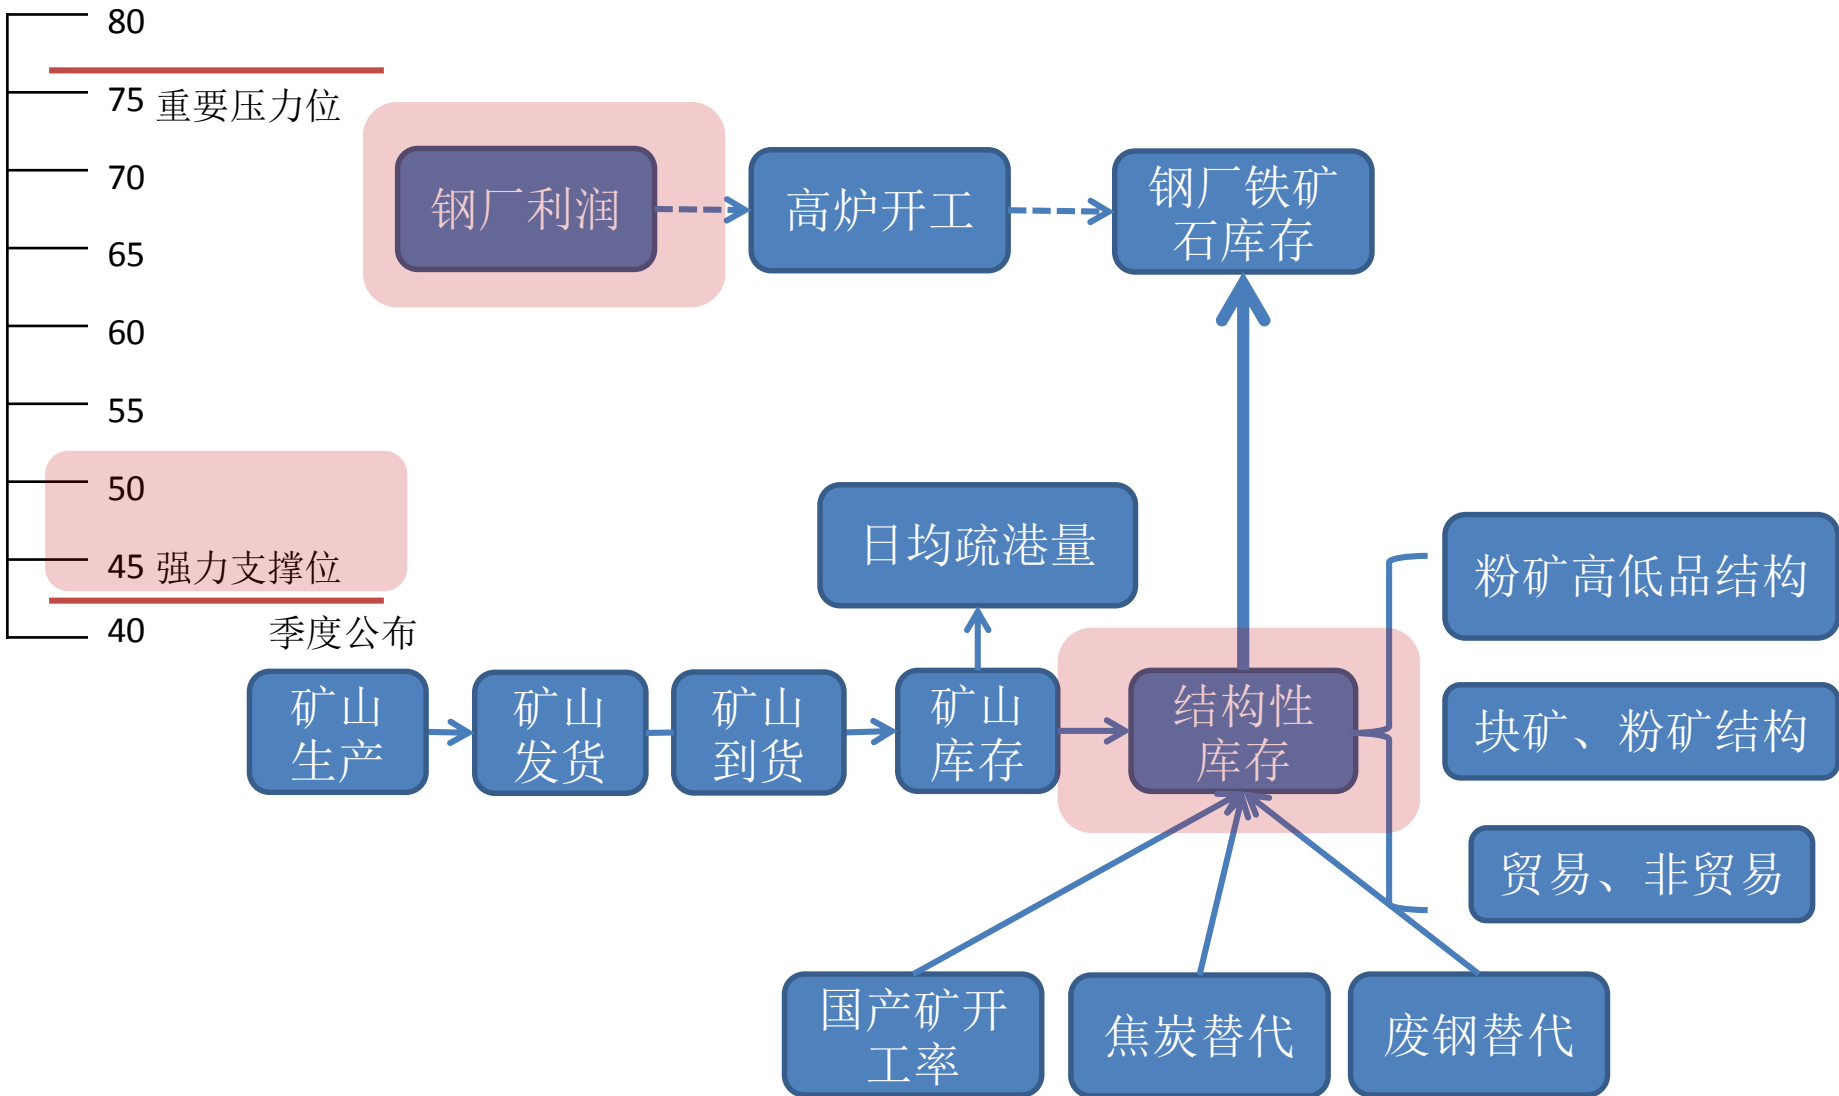 80
75 重要压力位
70
65
60
55
50
45 强力支撑位
40
季度公布
钢厂利润
高炉开工
钢厂铁矿
石库存
日均疏港量
粉矿高低品结构
块矿、粉矿结构
贸易、非贸易
矿山
生产
矿山
发货
矿山
到货
矿山
库存
结构性
库存
国产矿开
工率
焦炭替代
废钢替代